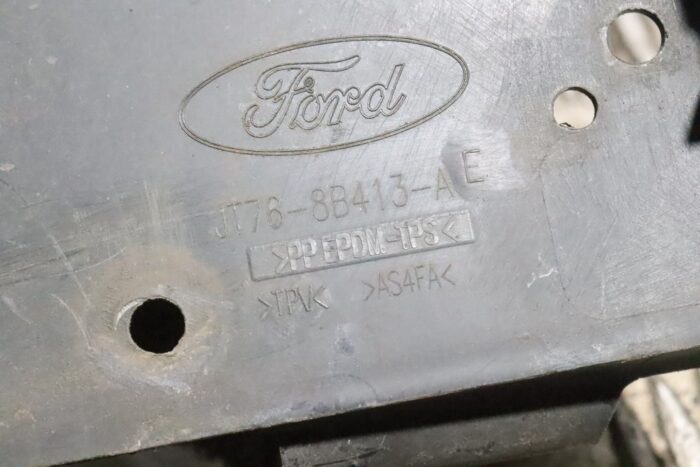 Ford
JT76-8B413-A E
>PP EPDM-TPS<
>TPV< >AS4FA<